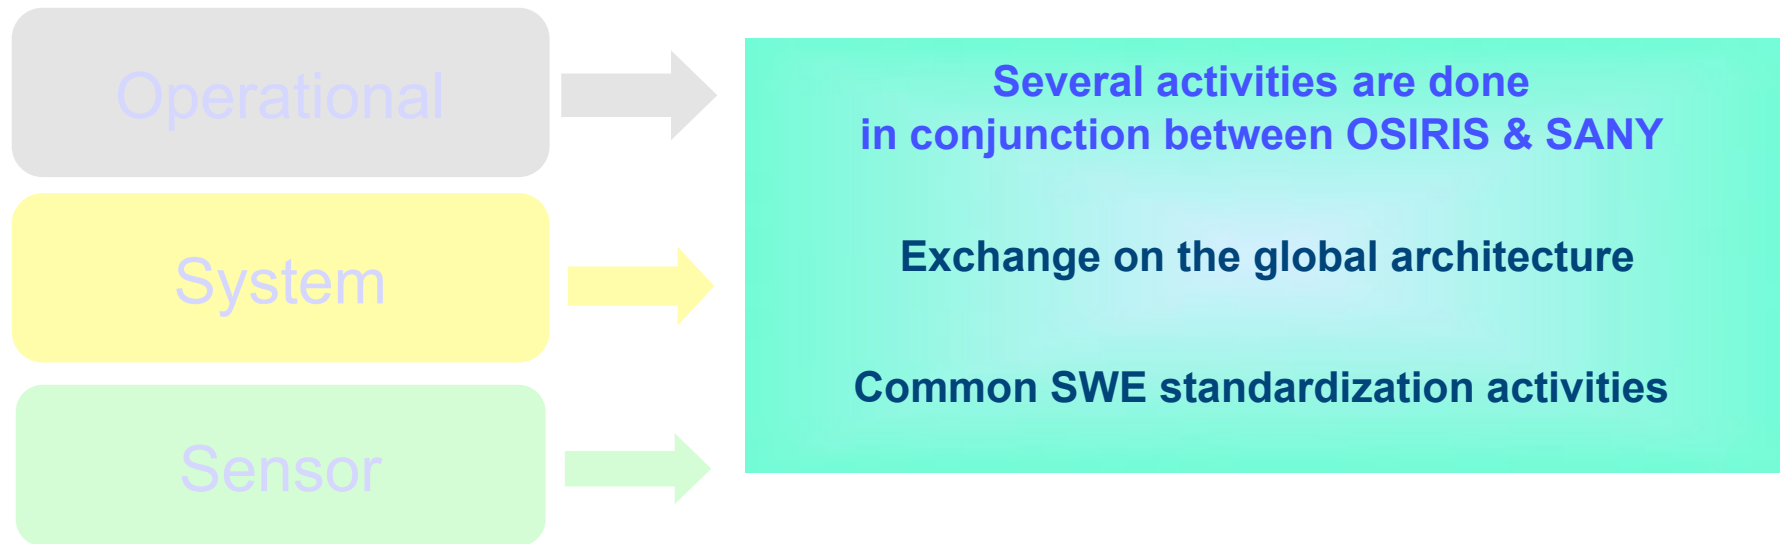 Operational
System
Sensor
Several activities are done
in conjunction between OSIRIS & SANY
Exchange on the global architecture
Common SWE standardization activities